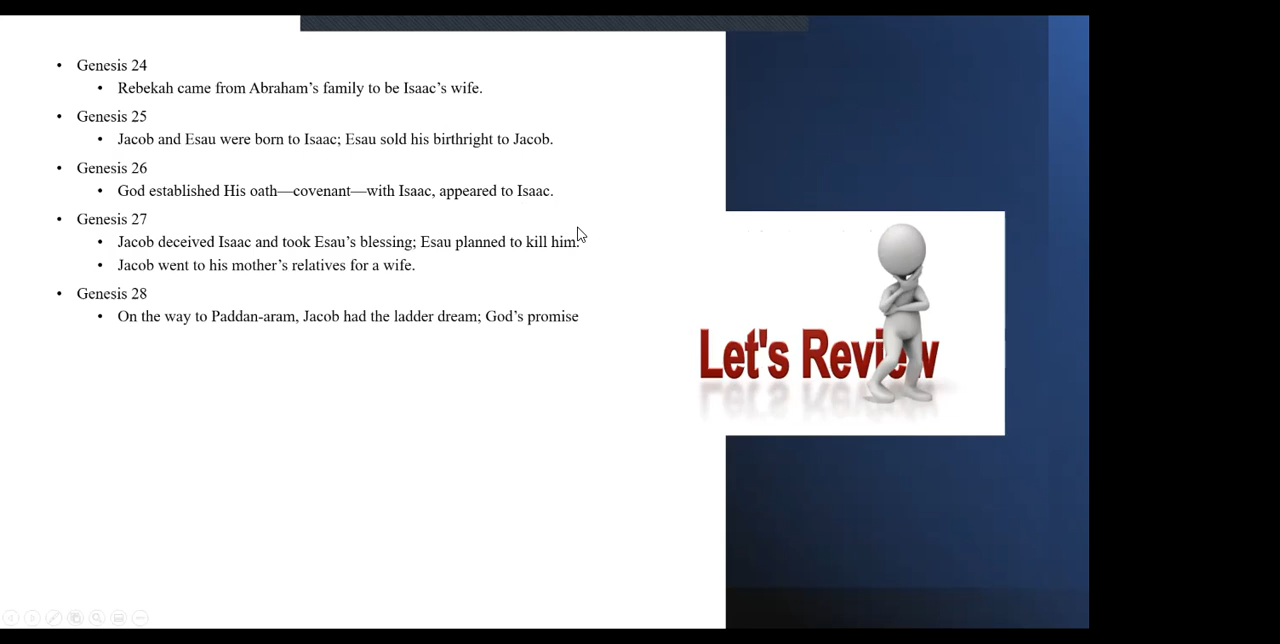 • Genesis 24
• Rebekah came from Abraham’s family to be Isaac’s wife.
• Genesis 25
• Jacob and Esau were born to Isaac; Esau sold his birthright to Jacob.
• Genesis 26
• God established His oath—covenant—with Isaac, appeared to Isaac.
• Genesis 27
• Jacob deceived Isaac and took Esau’s blessing; Esau planned to kill him.
• Jacob went to his mother’s relatives for a wife.
• Genesis 28
• On the way to Paddan-aram, Jacob had the ladder dream; God’s promise
Let's Review